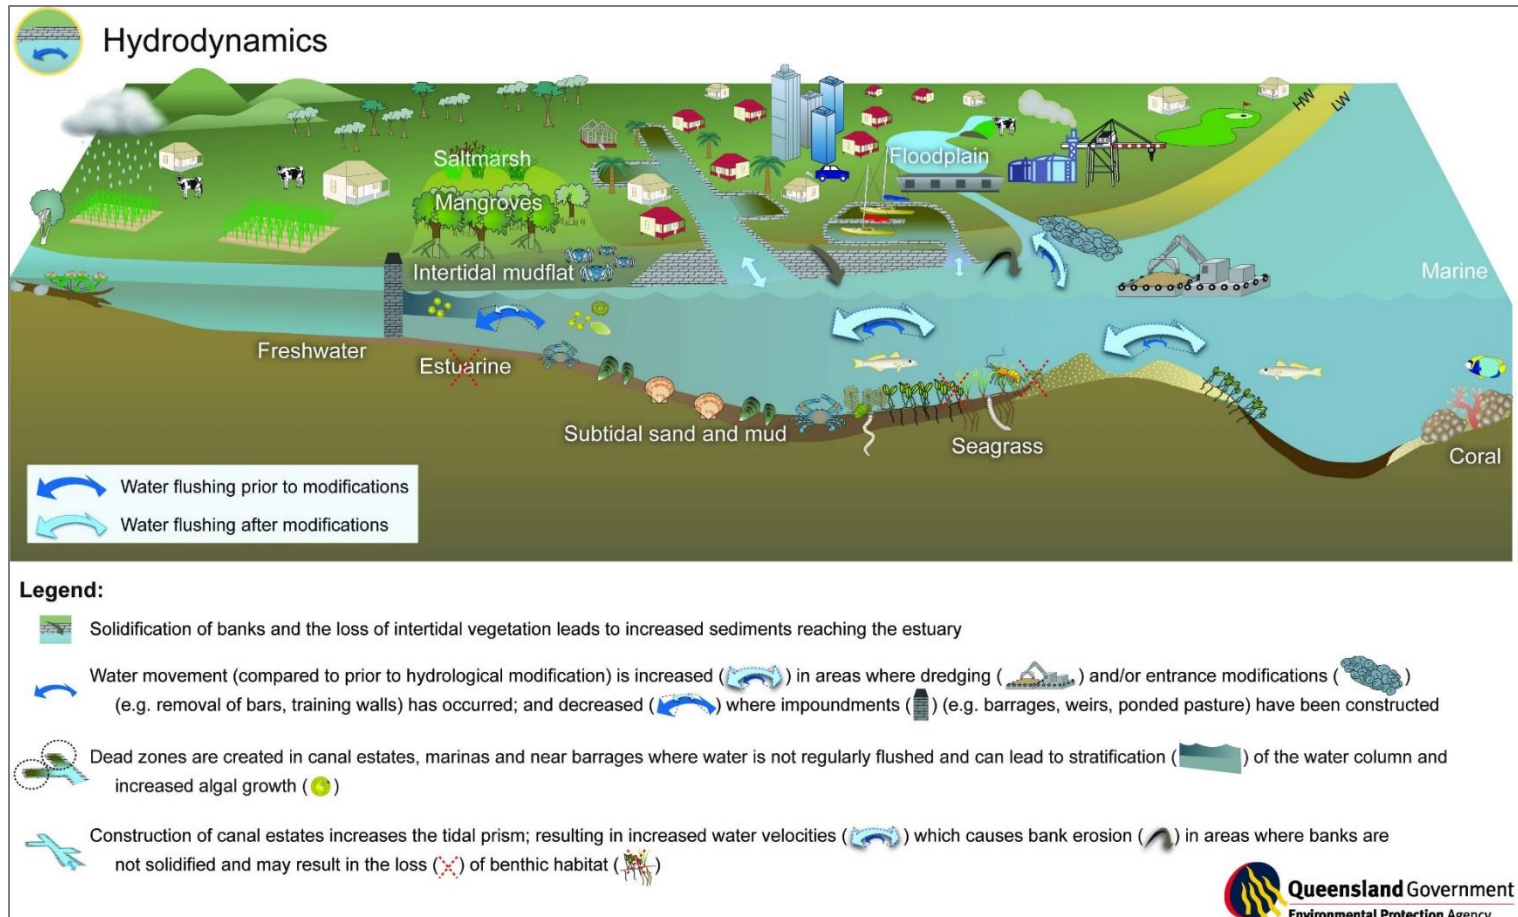 Hydrodynamics
HW
LW
Saltmarsh
Floodplain
Mangroves
Intertidal mudflat
Marine
Freshwater
Estuarine
Subtidal sand and mud
Seagrass
Coral
Water flushing prior to modifications
Water flushing after modifications
Legend:
Solidification of banks and the loss of intertidal vegetation leads to increased sediments reaching the estuary
Water movement (compared to prior to hydrological modification) is increased ( ) in areas where dredging ( ) and/or entrance modifications ( )
(e.g. removal of bars, training walls) has occurred; and decreased ( ) where impoundments ( ) (e.g. barrages, weirs, ponded pasture) have been constructed
Dead zones are created in canal estates, marinas and near barrages where water is not regularly flushed and can lead to stratification ( ) of the water column and
increased algal growth ( )
Construction of canal estates increases the tidal prism; resulting in increased water velocities ( ) which causes bank erosion ( ) in areas where banks are
not solidified and may result in the loss ( ) of benthic habitat ( )
Queensland Government
Environmental Protection Agency